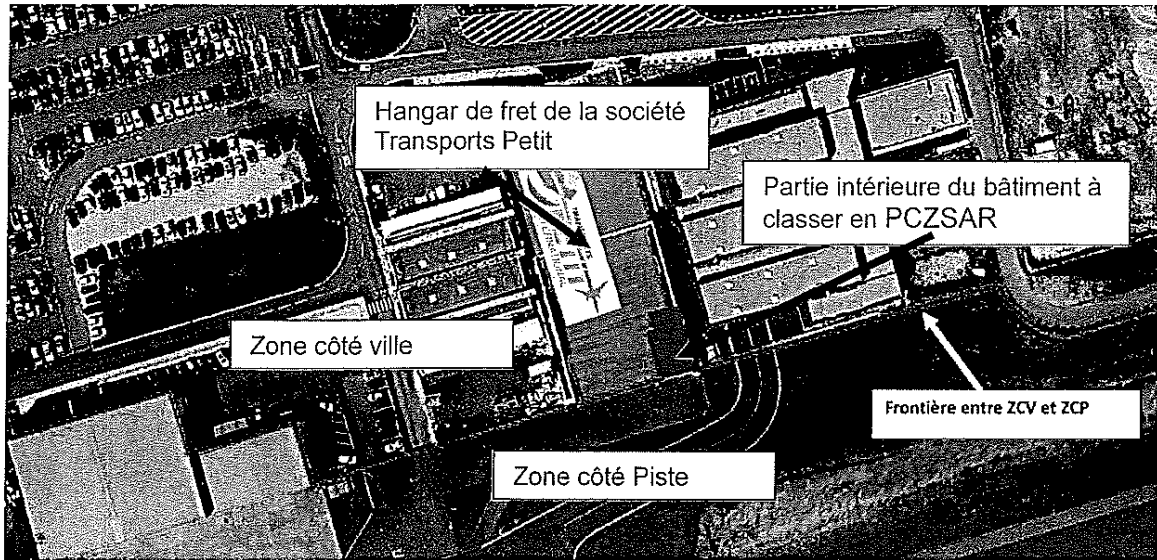 Hangar de fret de la société
Transports Petit
Partie intérieure du bâtiment à
classer en PCZSAR
Zone côté ville
Frontière entre ZCV et ZCP
Zone côté Piste